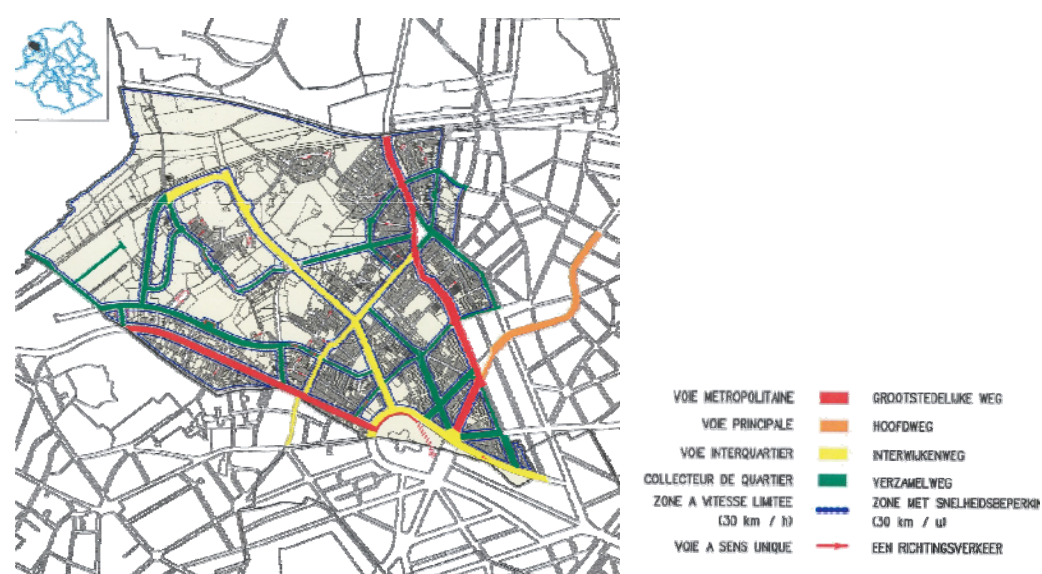 VOIE METROPOLITAINE GROOTSTEDELIJKE WEG
VOIE PRINCIPALE HOOFDWEG
VOIE INTERQUARTIER INTERWIJKENWEG
COLLECTEUR DE QUARTIER VERZAMELWEG
ZONE A VITESSE LIMITEE ZONE MET SNELHEIDSBEPERKIN
(30 km / h) (30 km / u)
VOIE A SENS UNIQUE EEN RICHTINGSVERKEER